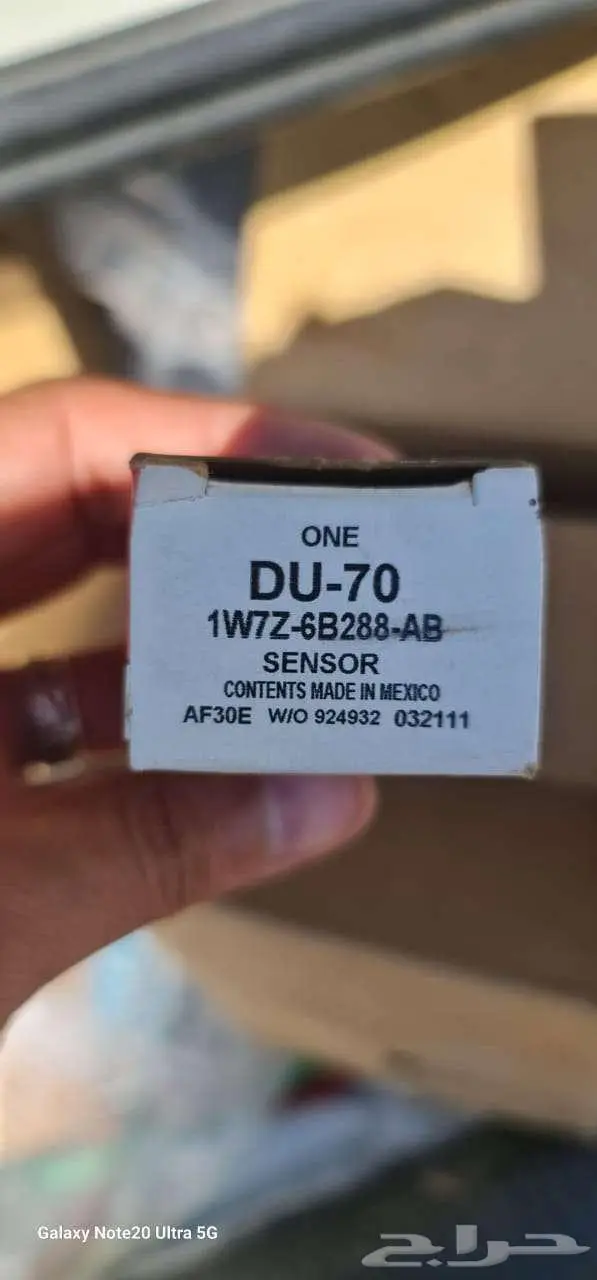 ONE
DU-70
1W7Z-6B288-AB
SENSOR
CONTENTS MADE IN MEXICO
AF30E W/O 924932 032111
Galaxy Note20 Ultra 5G
حراج